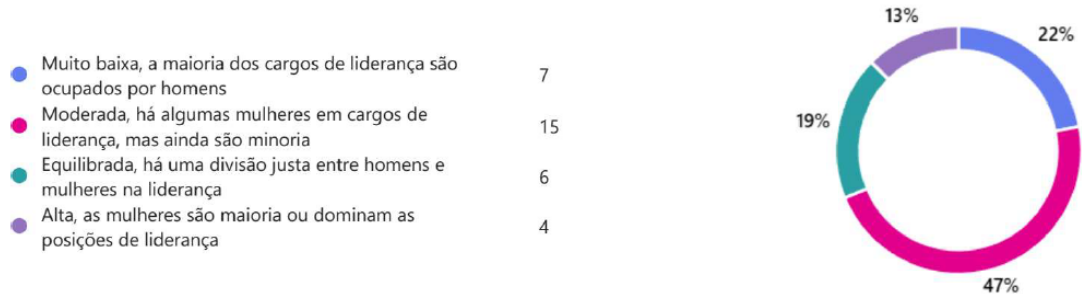 Muito baixa, a maioria dos cargos de liderança são
ocupados por homens
7
Moderada, há algumas mulheres em cargos de
liderança, mas ainda são minoria
15
Equilibrada, há uma divisão justa entre homens e
mulheres na liderança
6
Alta, as mulheres são maioria ou dominam as
posições de liderança
4
13%
22%
19%
47%